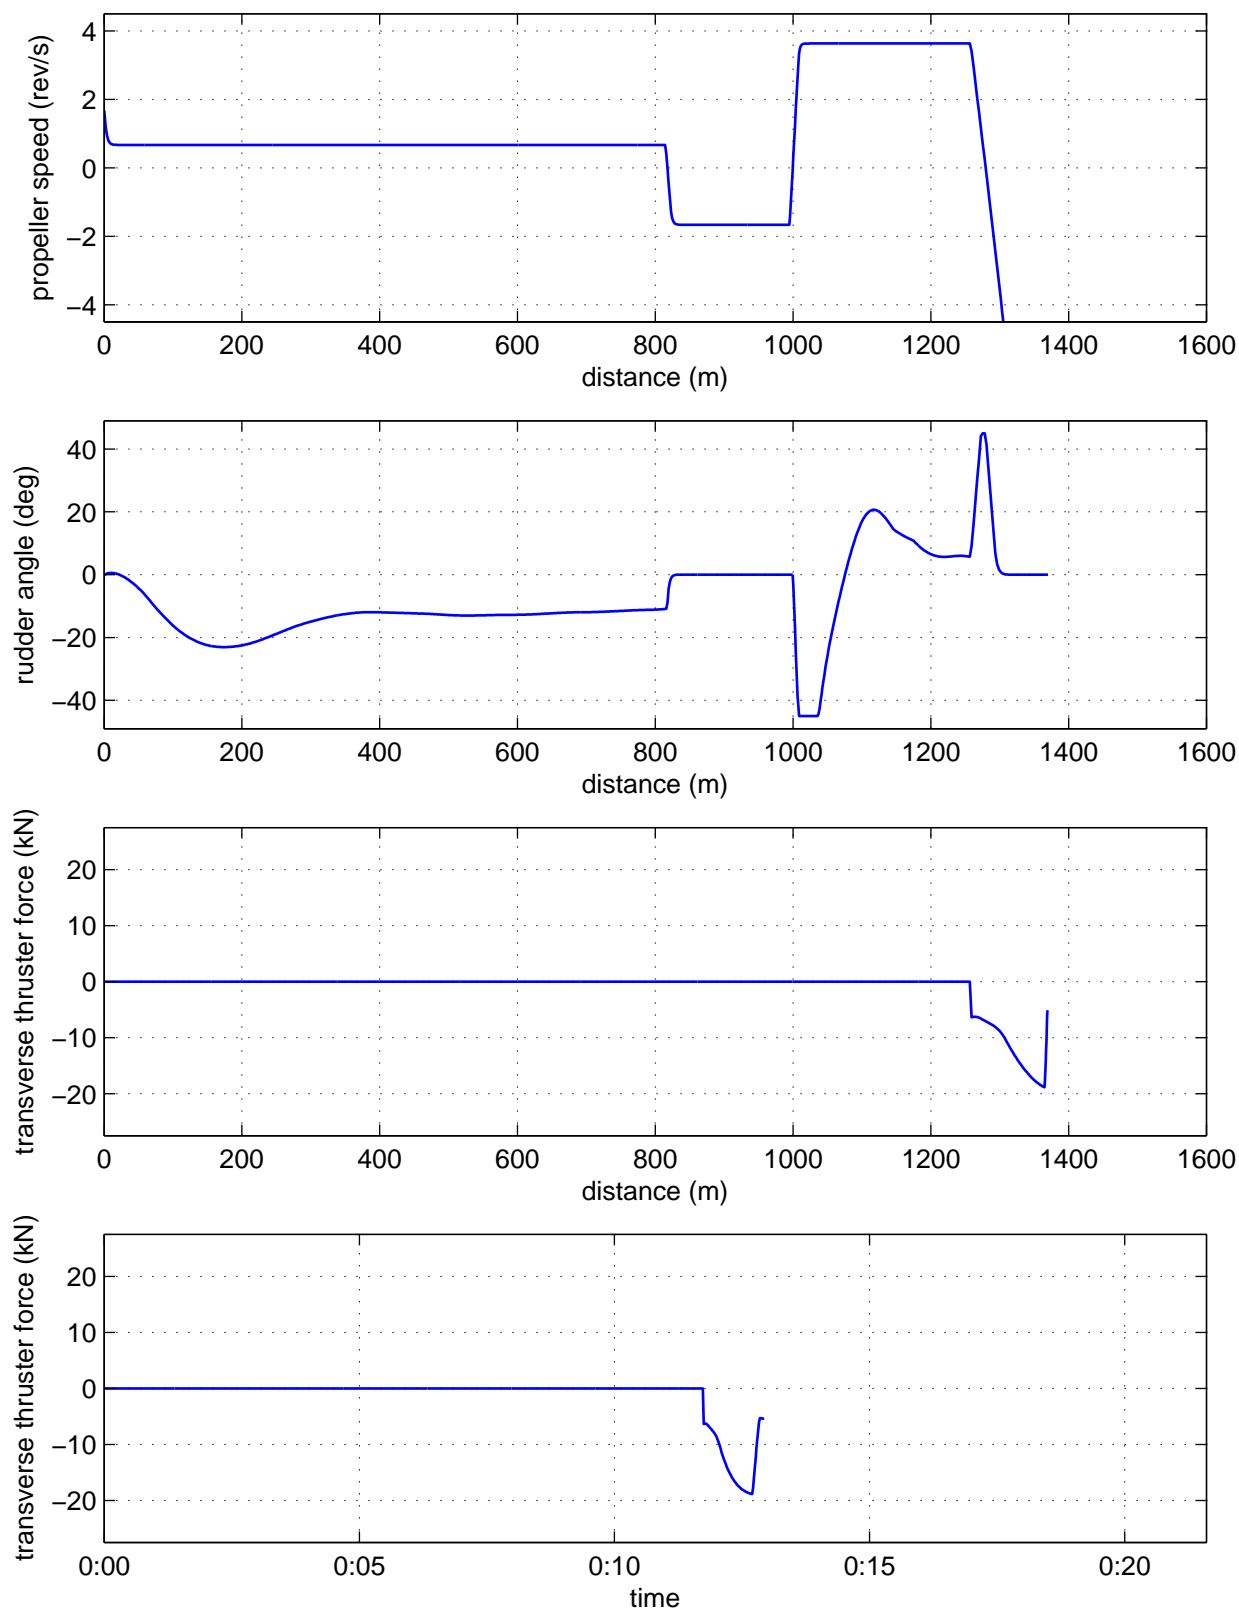 propeller speed (rev/s)
4
2
0
−2
−4
0 200 400 600 800 1000 1200 1400 1600
distance (m)
rudder angle (deg)
40
20
0
−20
−40
0 200 400 600 800 1000 1200 1400 1600
distance (m)
transverse thruster force (kN)
20
10
0
−10
−20
0 200 400 600 800 1000 1200 1400 1600
distance (m)
transverse thruster force (kN)
20
10
0
−10
−20
0:00 0:05 0:10 0:15 0:20
time